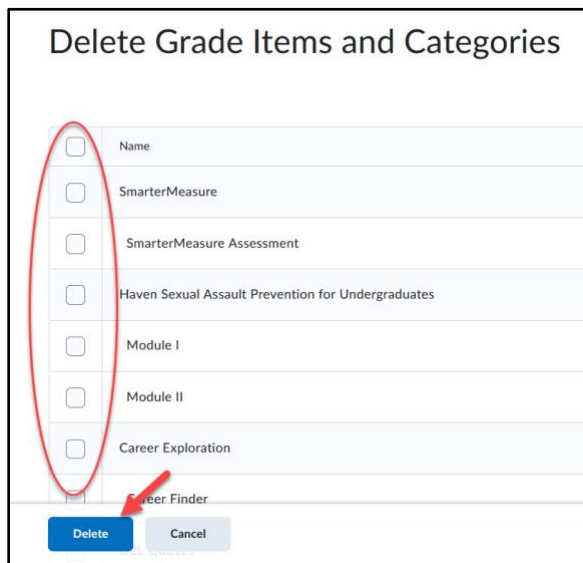 Delete Grade Items and Categories
Name
SmarterMeasure
SmarterMeasure Assessment
Haven Sexual Assault Prevention for Undergraduates
Module I
Module II
Career Exploration
Career Finder
Delete Cancel